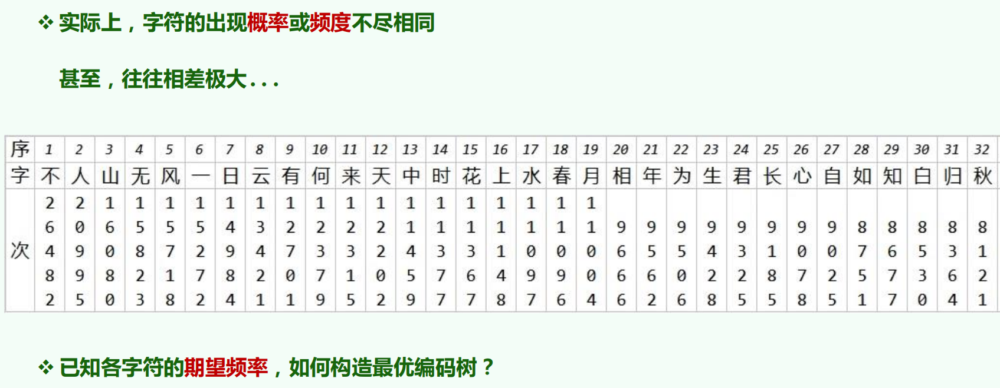 ❖ 实际上，字符的出现概率或频度不尽相同
甚至，往往相差极大...
序 1 2 3 4 5 6 7 8 9 10 11 12 13 14 15 16 17 18 19 20 21 22 23 24 25 26 27 28 29 30 31 32
字 不 人 山 无 风 一 日 云 有 何 来 天 中 时 花 上 水 春 月 相 年 为 生 君 长 心 自 如 知 白 归 秋
次 26482 20995 16080 15823 15718 15272 14984 13421 12701 12379 12315 12202 11459 11377 11367 11148 11097 11096 11004 9666 9562 9506 9428 9325 9185 9078 9025 8751 8677 8530 8364 8121
❖ 已知各字符的期望频率，如何构造最优编码树？